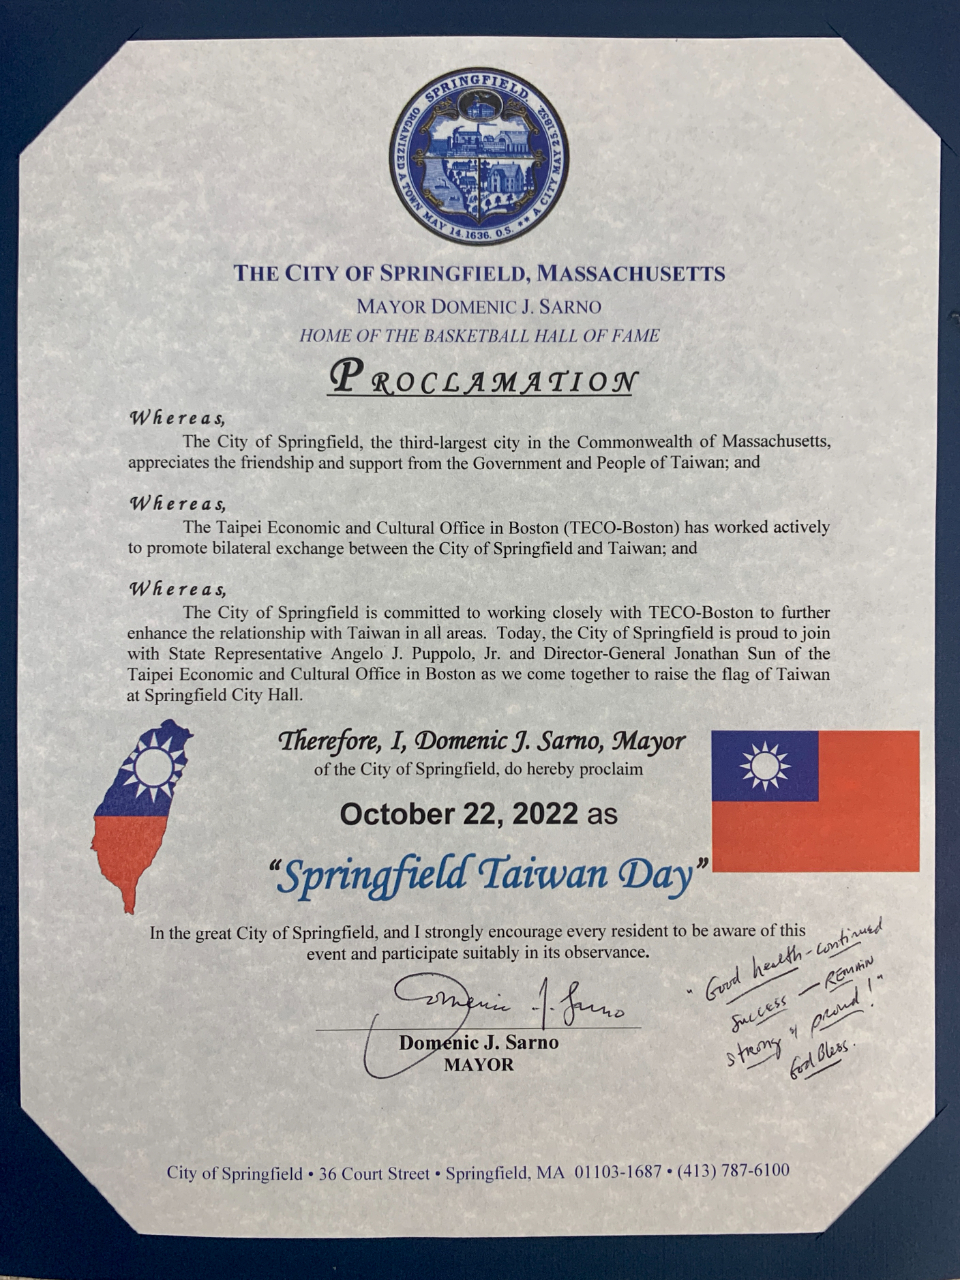 SPRINGFIELD.
ORGANIZED A TOWN MAY 14.1636. O.S. ** A CITY MAY 25.1852.
THE CITY OF SPRINGFIELD, MASSACHUSETTS
MAYOR DOMENIC J. SARNO
HOME OF THE BASKETBALL HALL OF FAME
PROCLAMATION
Whereas,
The City of Springfield, the third-largest city in the Commonwealth of Massachusetts,
appreciates the friendship and support from the Government and People of Taiwan; and
Whereas,
The Taipei Economic and Cultural Office in Boston (TECO-Boston) has worked actively
to promote bilateral exchange between the City of Springfield and Taiwan; and
Whereas,
The City of Springfield is committed to working closely with TECO-Boston to further
enhance the relationship with Taiwan in all areas. Today, the City of Springfield is proud to join
with State Representative Angelo J. Puppolo, Jr. and Director-General Jonathan Sun of the
Taipei Economic and Cultural Office in Boston as we come together to raise the flag of Taiwan
at Springfield City Hall.
Therefore, I, Domenic J. Sarno, Mayor
of the City of Springfield, do hereby proclaim
October 22, 2022 as
“Springfield Taiwan Day”
In the great City of Springfield, and I strongly encourage every resident to be aware of this
event and participate suitably in its observance.
"Good health - continued
success — REMAIN
strong & proud!"
God Bless.
Domenic J. Sarno
Domenic J. Sarno
MAYOR
City of Springfield • 36 Court Street • Springfield, MA 01103-1687 • (413) 787-6100